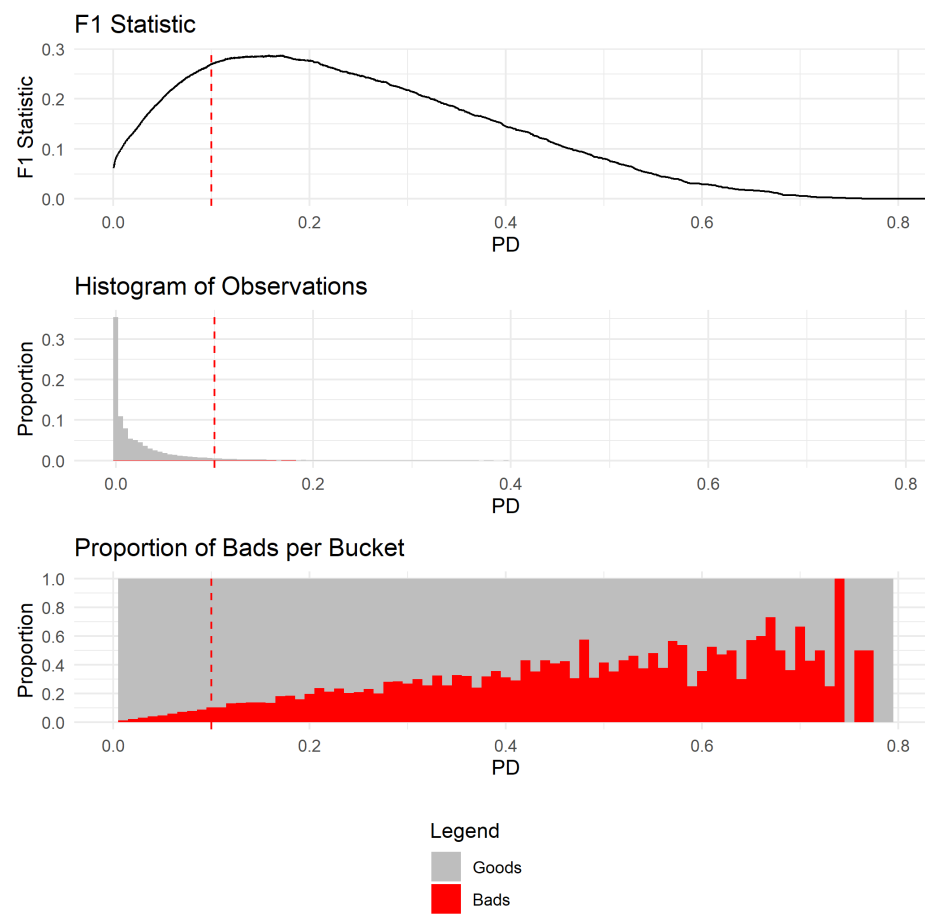 F1 Statistic
F1 Statistic
0.3
0.2
0.1
0.0
0.0 0.2 0.4 0.6 0.8
PD
Histogram of Observations
Proportion
0.3
0.2
0.1
0.0
0.0 0.2 0.4 0.6 0.8
PD
Proportion of Bads per Bucket
Proportion
1.0
0.8
0.6
0.4
0.2
0.0
0.0 0.2 0.4 0.6 0.8
PD
Legend
Goods
Bads